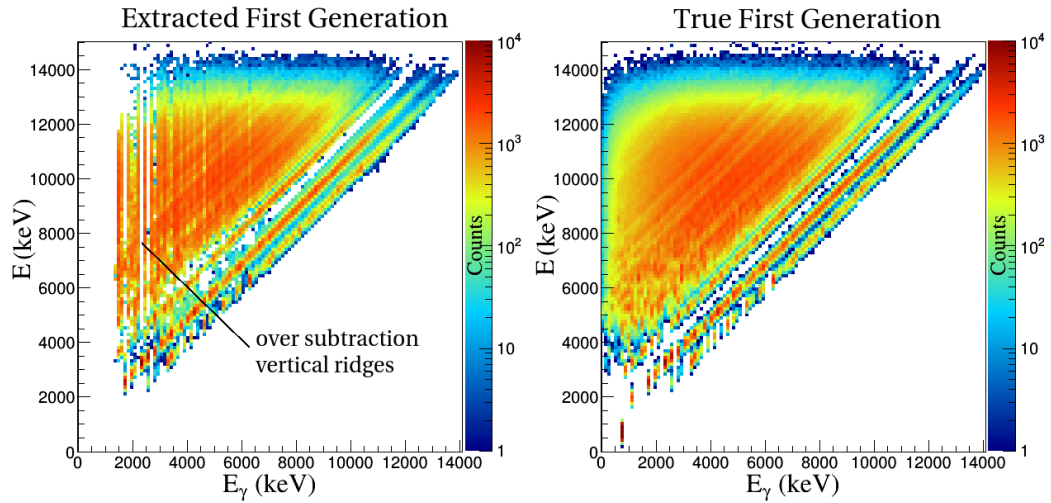 Extracted First Generation
True First Generation
14000
12000
10000
8000
6000
4000
2000
0
E (keV)
0 2000 4000 6000 8000 10000 12000 14000
Eγ (keV)
over subtraction
vertical ridges
10⁴
10³
10²
10
1
Counts
14000
12000
10000
8000
6000
4000
2000
0
E (keV)
0 2000 4000 6000 8000 10000 12000 14000
Eγ (keV)
10⁴
10³
10²
10
1
Counts